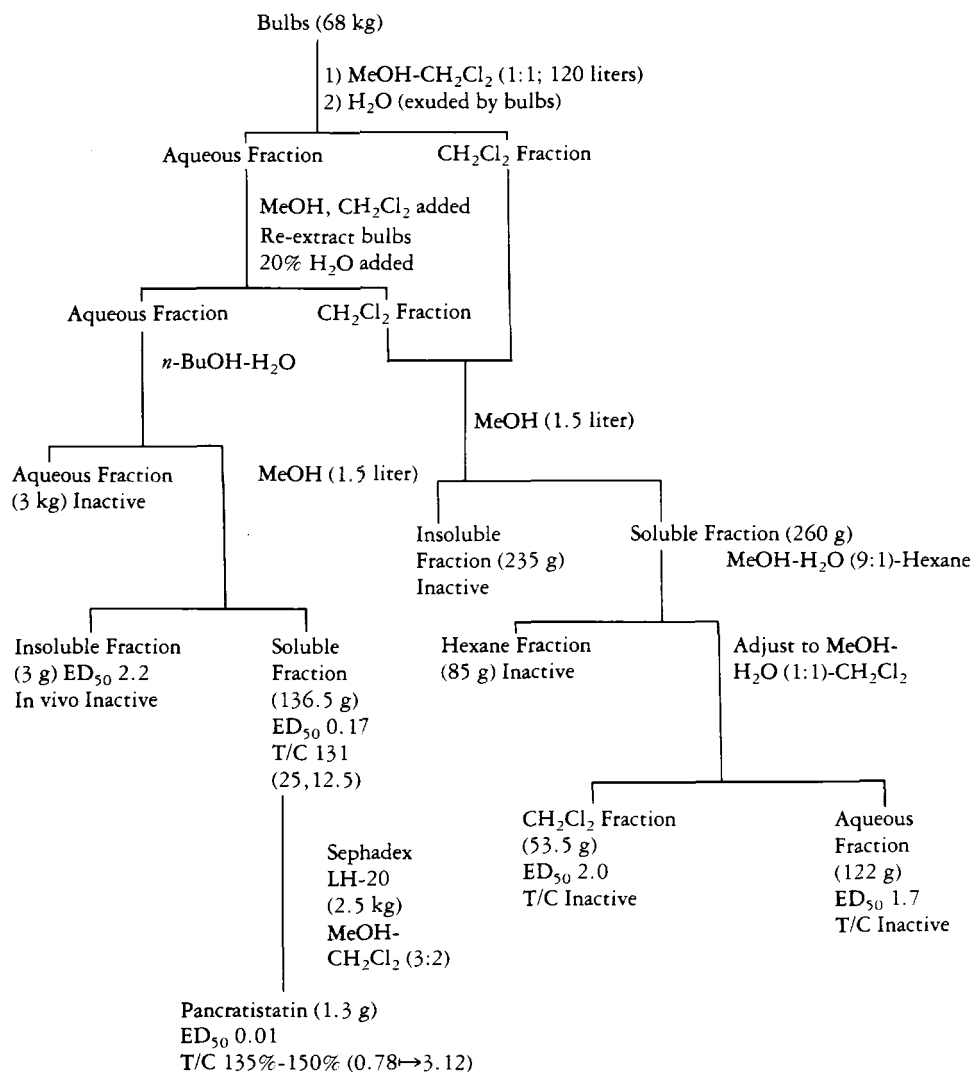 Bulbs (68 kg)
1) MeOH-CH₂Cl₂ (1:1; 120 liters)
2) H₂O (exuded by bulbs)
Aqueous Fraction
CH₂Cl₂ Fraction
MeOH, CH₂Cl₂ added
Re-extract bulbs
20% H₂O added
Aqueous Fraction
CH₂Cl₂ Fraction
n-BuOH-H₂O
MeOH (1.5 liter)
Aqueous Fraction
(3 kg) Inactive
MeOH (1.5 liter)
Insoluble
Fraction (235 g)
Inactive
Soluble Fraction (260 g)
MeOH-H₂O (9:1)-Hexane
Insoluble Fraction
(3 g) ED₅₀ 2.2
In vivo Inactive
Soluble
Fraction
(136.5 g)
ED₅₀ 0.17
T/C 131
(25,12.5)
Hexane Fraction
(85 g) Inactive
Adjust to MeOH-
H₂O (1:1)-CH₂Cl₂
CH₂Cl₂ Fraction
(53.5 g)
ED₅₀ 2.0
T/C Inactive
Aqueous
Fraction
(122 g)
ED₅₀ 1.7
T/C Inactive
Sephadex
LH-20
(2.5 kg)
MeOH-
CH₂Cl₂ (3:2)
Pancratistatin (1.3 g)
ED₅₀ 0.01
T/C 135%-150% (0.78↦3.12)